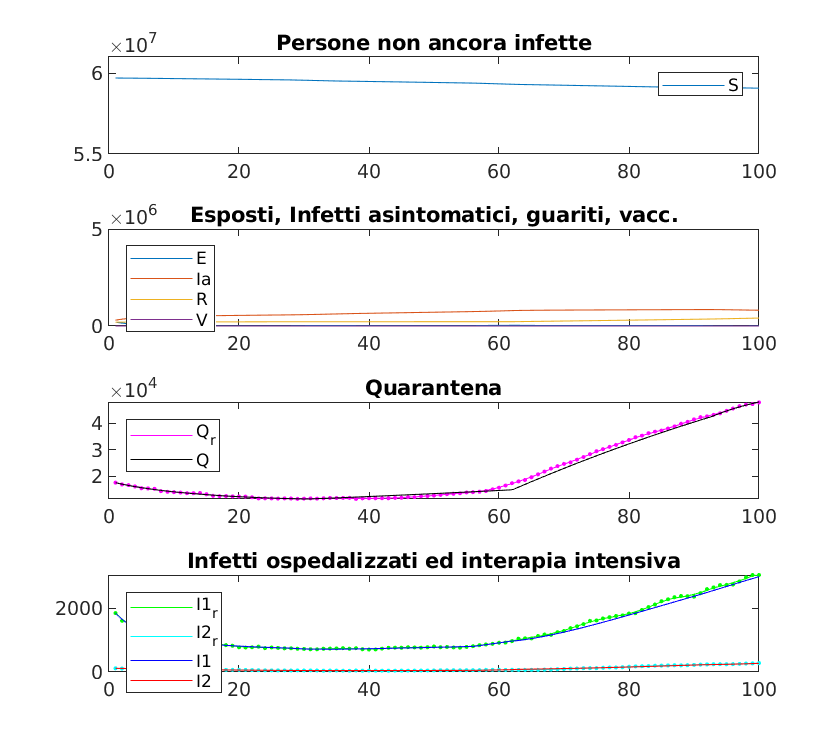 ×10^7
Persone non ancora infette
6
5.5
S
0 20 40 60 80 100
×10^6
Esposti, Infetti asintomatici, guariti, vacc.
5
0
E
Ia
R
V
0 20 40 60 80 100
×10^4
Quarantena
4
3
2
Q_r
Q
0 20 40 60 80 100
Infetti ospedalizzati ed interapia intensiva
2000
0
I1_r
I2_r
I1
I2
0 20 40 60 80 100